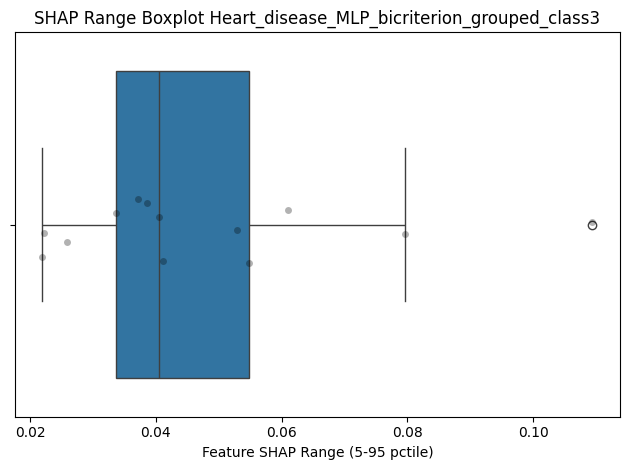 SHAP Range Boxplot Heart_disease_MLP_bicriterion_grouped_class3
0.02 0.04 0.06 0.08 0.10
Feature SHAP Range (5-95 pctile)